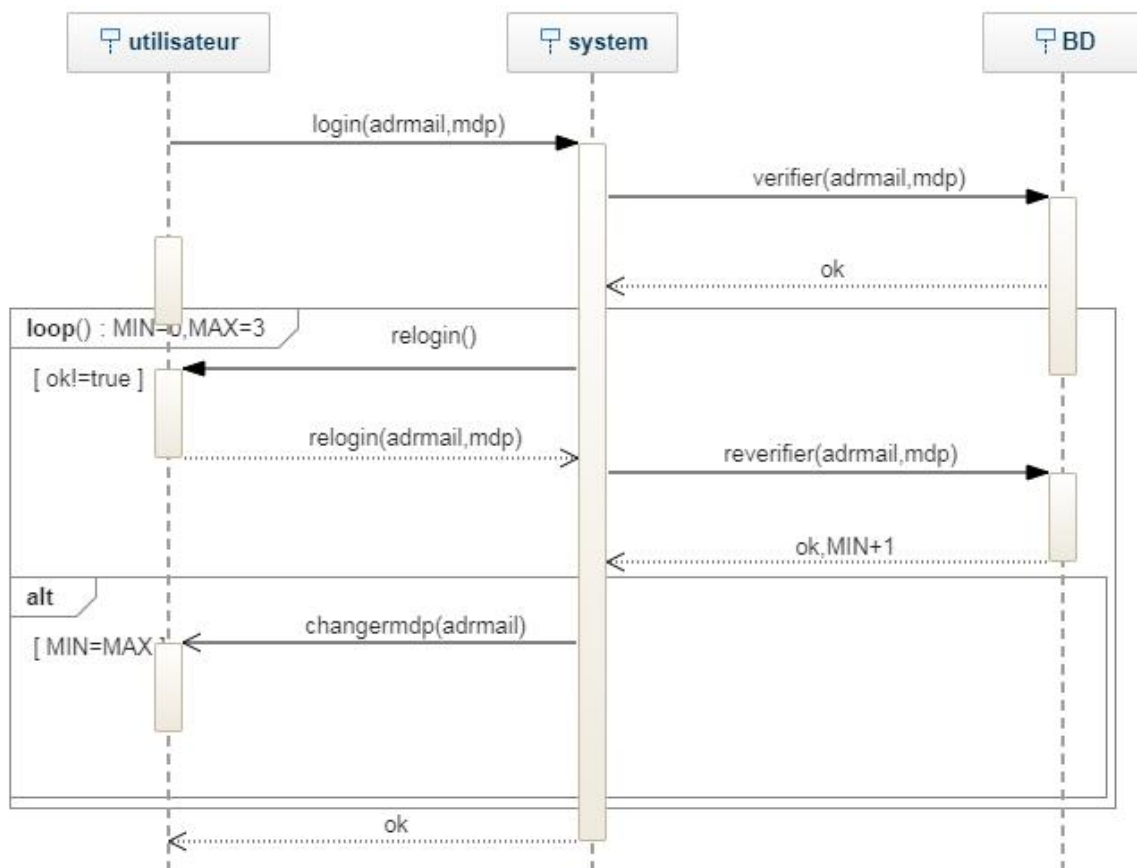 utilisateur
system
BD
login(adrmail,mdp)
verifier(adrmail,mdp)
ok
loop() : MIN=0,MAX=3
relogin()
[ ok!=true ]
relogin(adrmail,mdp)
reverifier(adrmail,mdp)
ok,MIN+1
alt
changermdp(adrmail)
[ MIN=MAX ]
ok